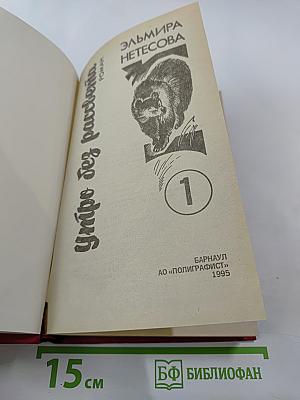 ЭЛЬМИРА
НЕТЕСОВА
Утро без рассвета
РОМАН
1
БАРНАУЛ
АО «ПОЛИГРАФИСТ»
1995
15 см
БФ БИБЛИОФАН